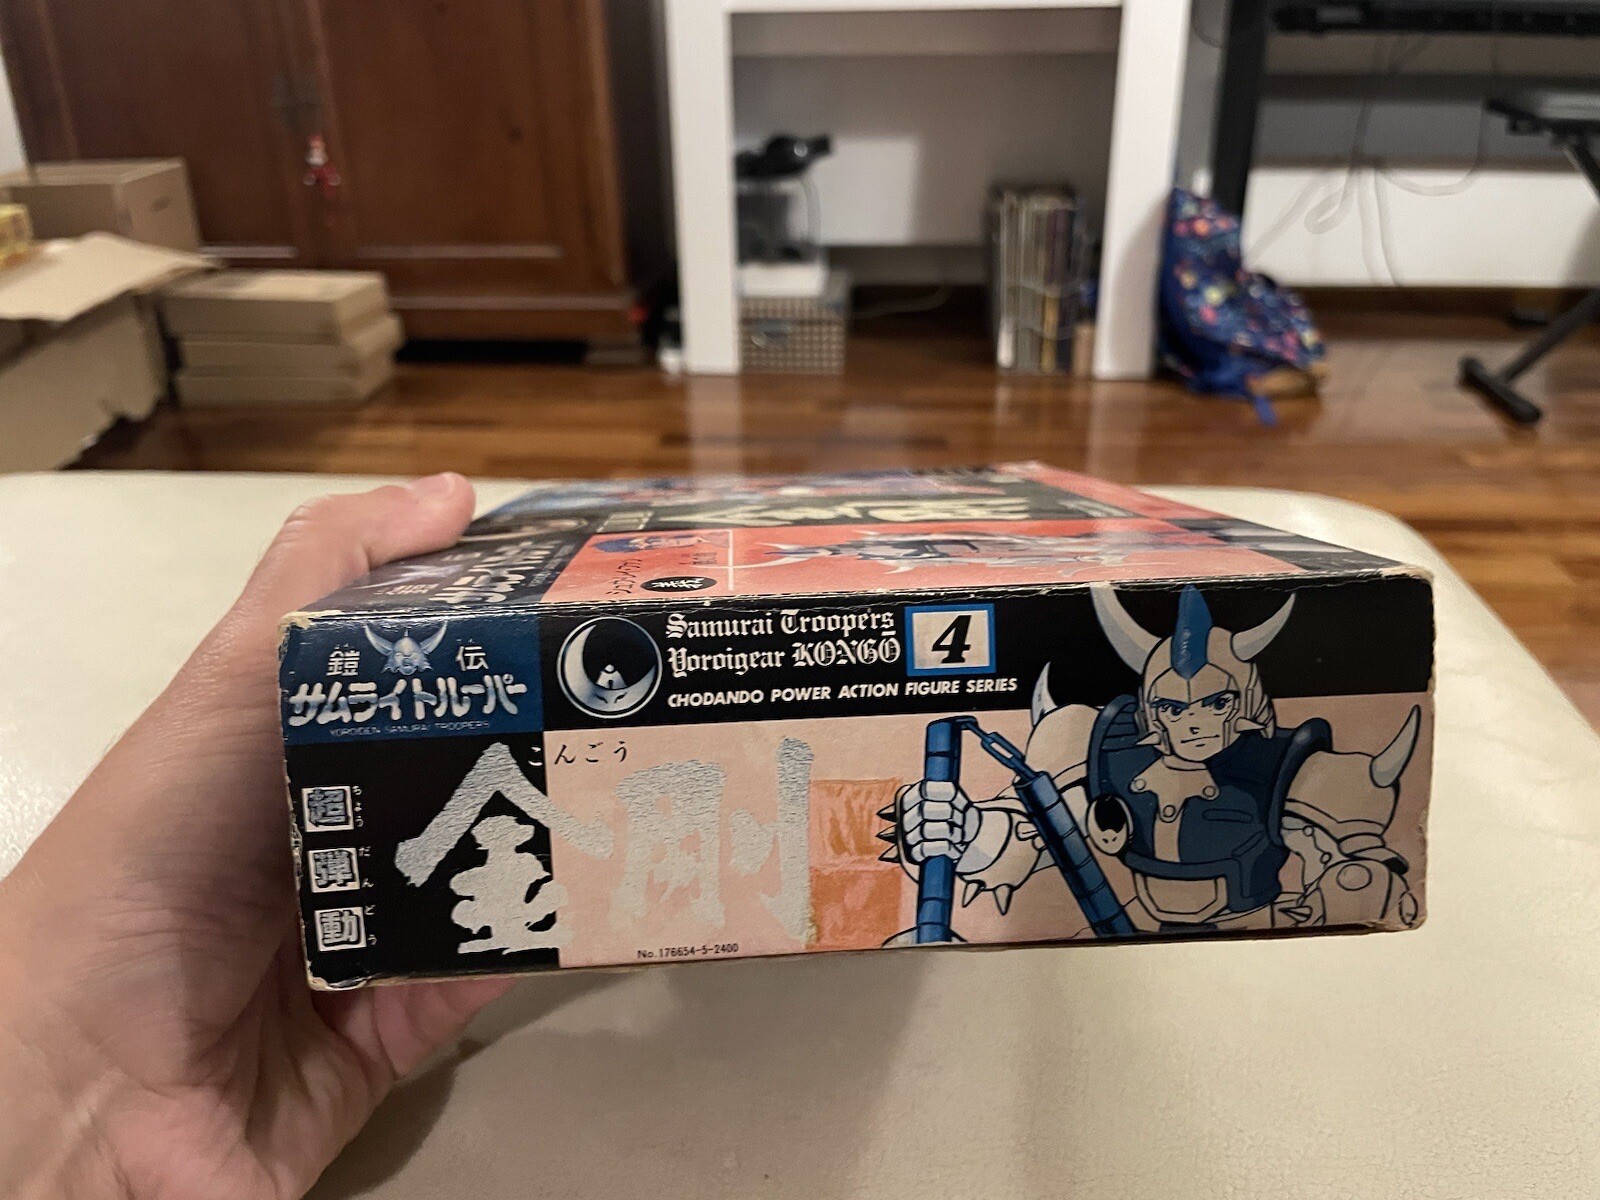 鎧伝
サムライトルーパー
YOROIDEN SAMURAI TROOPERS
Samurai Troopers
Yoroigear KONGO
4
CHODANDO POWER ACTION FIGURE SERIES
超
ちょう
弾
だん
動
どう
こんごう
金剛
No.176654-5-2400